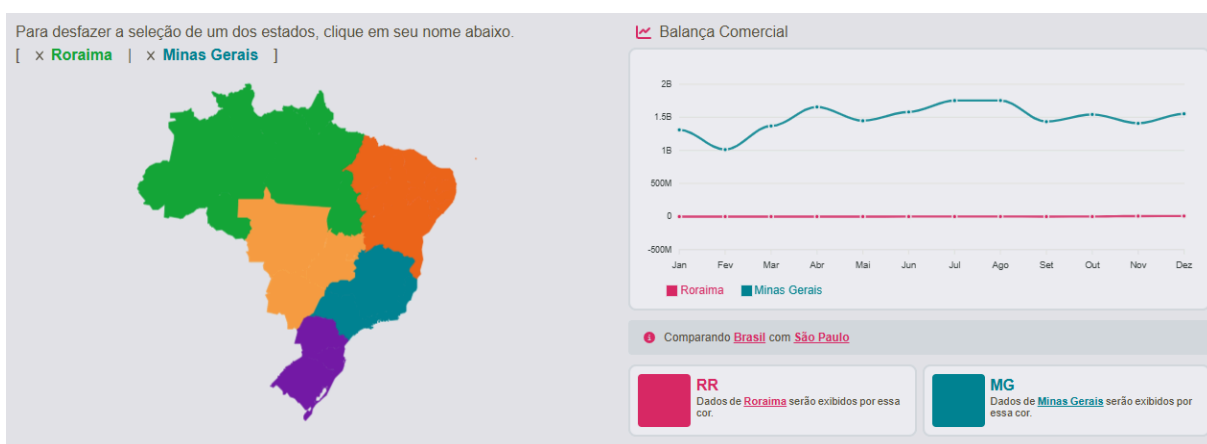 Para desfazer a seleção de um dos estados, clique em seu nome abaixo.
[ x Roraima | x Minas Gerais ]
Balança Comercial
2B
1.5B
1B
500M
0
-500M
Jan Fev Mar Abr Mai Jun Jul Ago Set Out Nov Dez
Roraima Minas Gerais
Comparando Brasil com São Paulo
RR
Dados de Roraima serão exibidos por essa
cor.
MG
Dados de Minas Gerais serão exibidos por
essa cor.